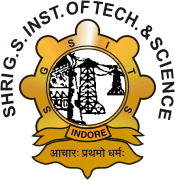 SHRI G.S. INST. OF TECH. & SCIENCE
S G S I T S
INDORE
आचारः प्रथमो धर्मः